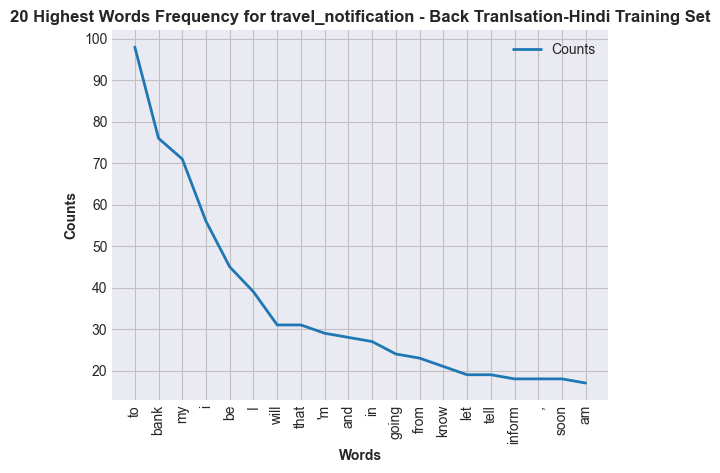 20 Highest Words Frequency for travel_notification - Back Tranlsation-Hindi Training Set
Counts
100
90
80
70
60
50
40
30
20
Counts
to
bank
my
i
be
I
will
that
'm
and
in
going
from
know
let
tell
inform
,
soon
am
Words